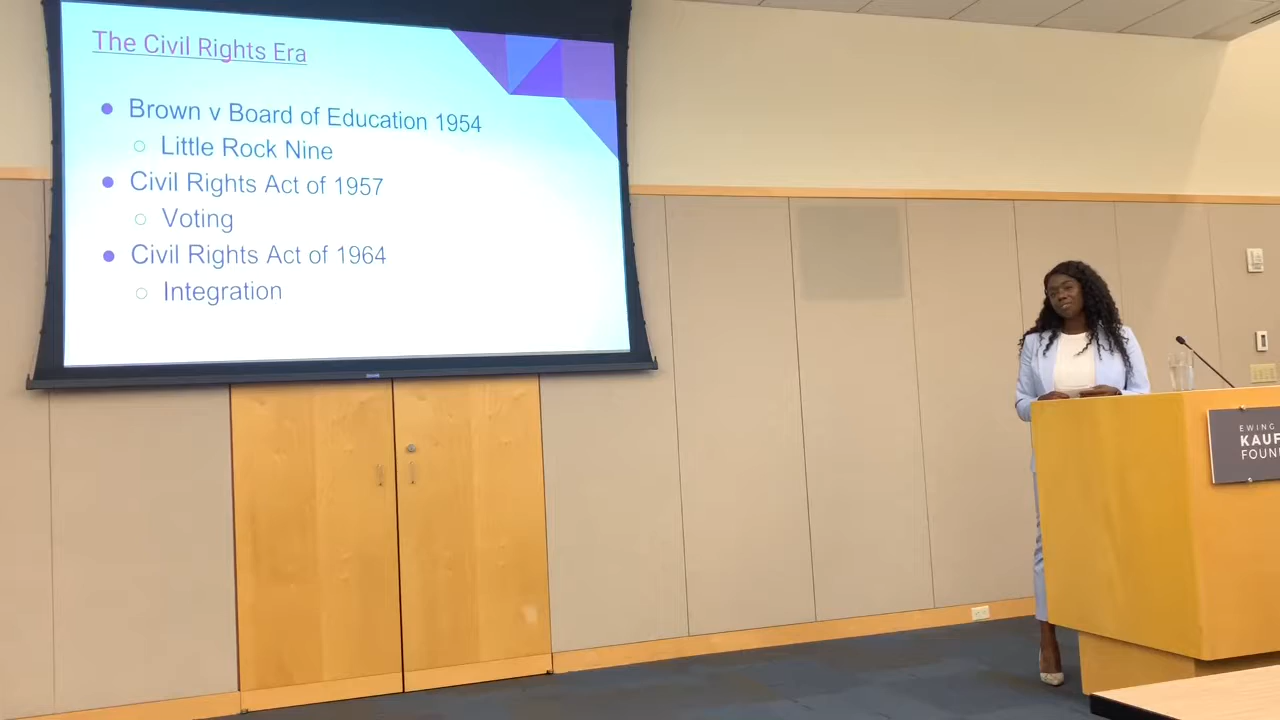 The Civil Rights Era
● Brown v Board of Education 1954
○ Little Rock Nine
● Civil Rights Act of 1957
○ Voting
● Civil Rights Act of 1964
○ Integration
EWING
KAUF
FOUN